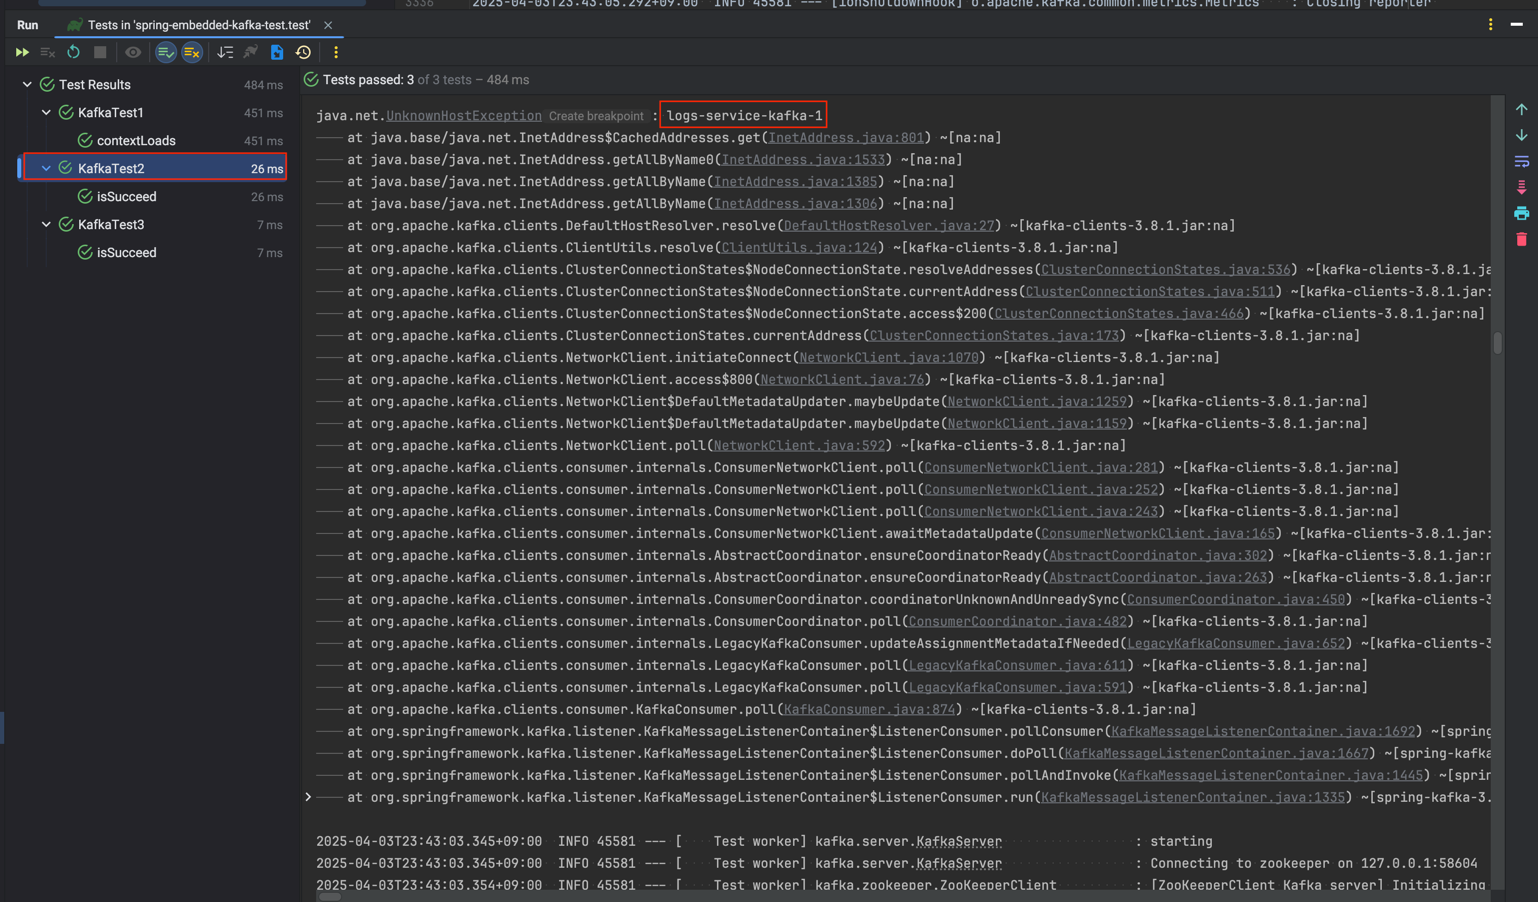 3336 2025-04-03T23:43:05.292+09:00 INFO 45581 --- [ionShutdownHook] o.apache.kafka.common.metrics.Metrics : Closing reporter
Run Tests in 'spring-embedded-kafka-test.test'
Tests passed: 3 of 3 tests – 484 ms
Test Results 484 ms
KafkaTest1 451 ms
contextLoads 451 ms
KafkaTest2 26 ms
isSucceed 26 ms
KafkaTest3 7 ms
isSucceed 7 ms
java.net.UnknownHostException Create breakpoint : logs-service-kafka-1
at java.base/java.net.InetAddress$CachedAddresses.get(InetAddress.java:801) ~[na:na]
at java.base/java.net.InetAddress.getAllByName0(InetAddress.java:1533) ~[na:na]
at java.base/java.net.InetAddress.getAllByName(InetAddress.java:1385) ~[na:na]
at java.base/java.net.InetAddress.getAllByName(InetAddress.java:1306) ~[na:na]
at org.apache.kafka.clients.DefaultHostResolver.resolve(DefaultHostResolver.java:27) ~[kafka-clients-3.8.1.jar:na]
at org.apache.kafka.clients.ClientUtils.resolve(ClientUtils.java:124) ~[kafka-clients-3.8.1.jar:na]
at org.apache.kafka.clients.ClusterConnectionStates$NodeConnectionState.resolveAddresses(ClusterConnectionStates.java:536) ~[kafka-clients-3.8.1.ja
at org.apache.kafka.clients.ClusterConnectionStates$NodeConnectionState.currentAddress(ClusterConnectionStates.java:511) ~[kafka-clients-3.8.1.jar:
at org.apache.kafka.clients.ClusterConnectionStates$NodeConnectionState.access$200(ClusterConnectionStates.java:466) ~[kafka-clients-3.8.1.jar:na]
at org.apache.kafka.clients.ClusterConnectionStates.currentAddress(ClusterConnectionStates.java:173) ~[kafka-clients-3.8.1.jar:na]
at org.apache.kafka.clients.NetworkClient.initiateConnect(NetworkClient.java:1070) ~[kafka-clients-3.8.1.jar:na]
at org.apache.kafka.clients.NetworkClient.access$800(NetworkClient.java:76) ~[kafka-clients-3.8.1.jar:na]
at org.apache.kafka.clients.NetworkClient$DefaultMetadataUpdater.maybeUpdate(NetworkClient.java:1259) ~[kafka-clients-3.8.1.jar:na]
at org.apache.kafka.clients.NetworkClient$DefaultMetadataUpdater.maybeUpdate(NetworkClient.java:1159) ~[kafka-clients-3.8.1.jar:na]
at org.apache.kafka.clients.NetworkClient.poll(NetworkClient.java:592) ~[kafka-clients-3.8.1.jar:na]
at org.apache.kafka.clients.consumer.internals.ConsumerNetworkClient.poll(ConsumerNetworkClient.java:281) ~[kafka-clients-3.8.1.jar:na]
at org.apache.kafka.clients.consumer.internals.ConsumerNetworkClient.poll(ConsumerNetworkClient.java:252) ~[kafka-clients-3.8.1.jar:na]
at org.apache.kafka.clients.consumer.internals.ConsumerNetworkClient.poll(ConsumerNetworkClient.java:243) ~[kafka-clients-3.8.1.jar:na]
at org.apache.kafka.clients.consumer.internals.ConsumerNetworkClient.awaitMetadataUpdate(ConsumerNetworkClient.java:165) ~[kafka-clients-3.8.1.jar:
at org.apache.kafka.clients.consumer.internals.AbstractCoordinator.ensureCoordinatorReady(AbstractCoordinator.java:302) ~[kafka-clients-3.8.1.jar:n
at org.apache.kafka.clients.consumer.internals.AbstractCoordinator.ensureCoordinatorReady(AbstractCoordinator.java:263) ~[kafka-clients-3.8.1.jar:n
at org.apache.kafka.clients.consumer.internals.ConsumerCoordinator.coordinatorUnknownAndUnreadySync(ConsumerCoordinator.java:450) ~[kafka-clients-3
at org.apache.kafka.clients.consumer.internals.ConsumerCoordinator.poll(ConsumerCoordinator.java:482) ~[kafka-clients-3.8.1.jar:na]
at org.apache.kafka.clients.consumer.internals.LegacyKafkaConsumer.updateAssignmentMetadataIfNeeded(LegacyKafkaConsumer.java:652) ~[kafka-clients-3
at org.apache.kafka.clients.consumer.internals.LegacyKafkaConsumer.poll(LegacyKafkaConsumer.java:611) ~[kafka-clients-3.8.1.jar:na]
at org.apache.kafka.clients.consumer.internals.LegacyKafkaConsumer.poll(LegacyKafkaConsumer.java:591) ~[kafka-clients-3.8.1.jar:na]
at org.apache.kafka.clients.consumer.KafkaConsumer.poll(KafkaConsumer.java:874) ~[kafka-clients-3.8.1.jar:na]
at org.springframework.kafka.listener.KafkaMessageListenerContainer$ListenerConsumer.pollConsumer(KafkaMessageListenerContainer.java:1692) ~[spring
at org.springframework.kafka.listener.KafkaMessageListenerContainer$ListenerConsumer.doPoll(KafkaMessageListenerContainer.java:1667) ~[spring-kafka
at org.springframework.kafka.listener.KafkaMessageListenerContainer$ListenerConsumer.pollAndInvoke(KafkaMessageListenerContainer.java:1445) ~[sprin
at org.springframework.kafka.listener.KafkaMessageListenerContainer$ListenerConsumer.run(KafkaMessageListenerContainer.java:1335) ~[spring-kafka-3.
2025-04-03T23:43:03.345+09:00 INFO 45581 --- [ Test worker] kafka.server.KafkaServer : starting
2025-04-03T23:43:03.345+09:00 INFO 45581 --- [ Test worker] kafka.server.KafkaServer : Connecting to zookeeper on 127.0.0.1:58604
2025-04-03T23:43:03.354+09:00 INFO 45581 --- [ Test worker] kafka.zookeeper.ZooKeeperClient : [ZooKeeperClient Kafka server] Initializing